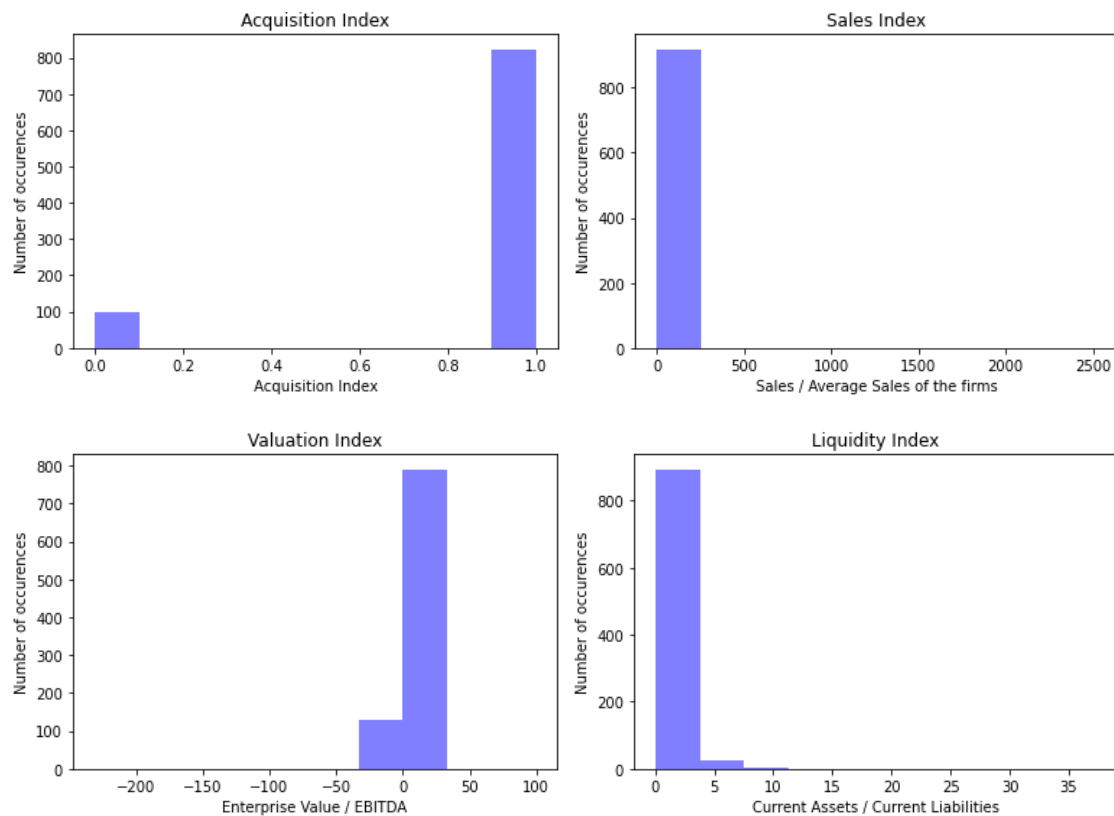 Acquisition Index
Number of occurences
800
700
600
500
400
300
200
100
0
0.0 0.2 0.4 0.6 0.8 1.0
Acquisition Index
Sales Index
Number of occurences
800
600
400
200
0
0 500 1000 1500 2000 2500
Sales / Average Sales of the firms
Valuation Index
Number of occurences
800
700
600
500
400
300
200
100
0
−200 −150 −100 −50 0 50 100
Enterprise Value / EBITDA
Liquidity Index
Number of occurences
800
600
400
200
0
0 5 10 15 20 25 30 35
Current Assets / Current Liabilities